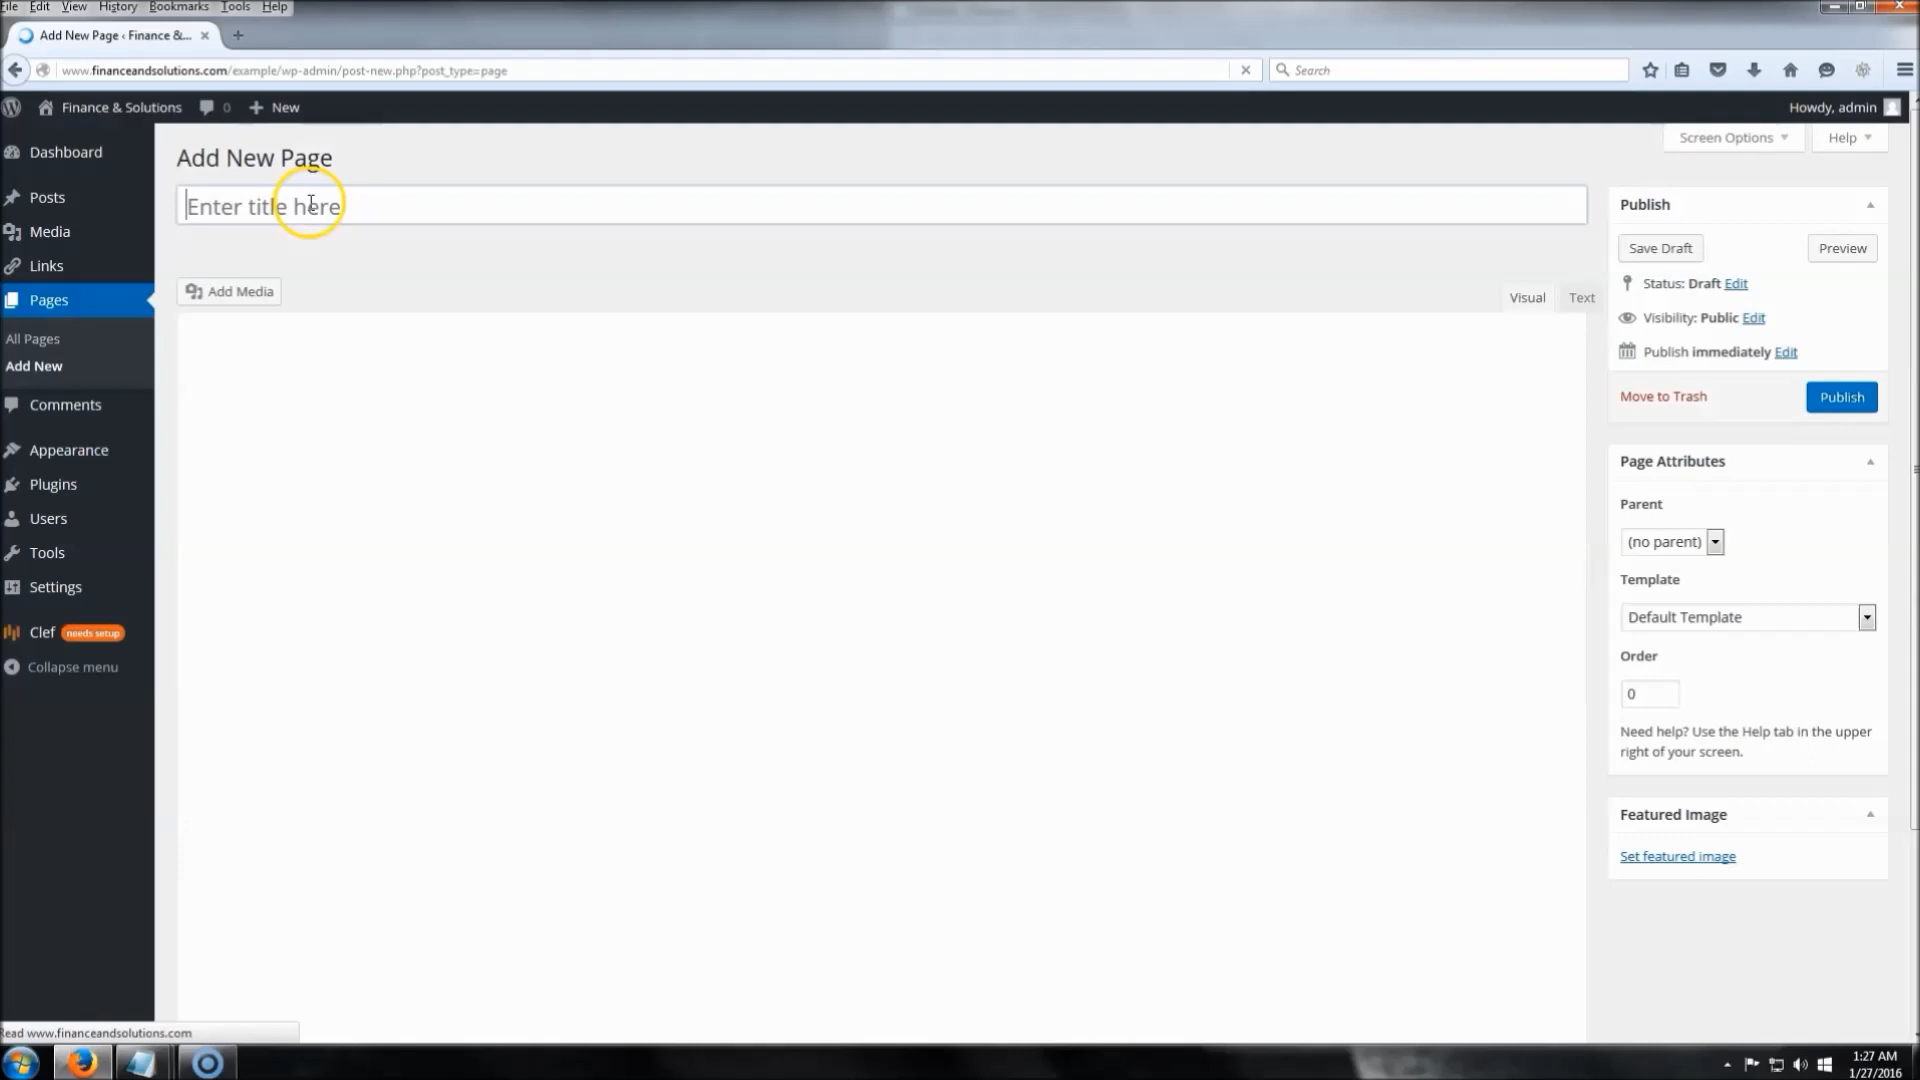 File Edit View History Bookmarks Tools Help
Add New Page ‹ Finance &...
www.financeandsolutions.com/example/wp-admin/post-new.php?post_type=page
Search
Finance & Solutions 0 New
Howdy, admin
Screen Options
Help
Dashboard
Posts
Media
Links
Pages
All Pages
Add New
Comments
Appearance
Plugins
Users
Tools
Settings
Clef needs setup
Collapse menu
Add New Page
Enter title here
Add Media
Visual
Text
Publish
Save Draft
Preview
Status: Draft Edit
Visibility: Public Edit
Publish immediately Edit
Move to Trash
Publish
Page Attributes
Parent
(no parent)
Template
Default Template
Order
0
Need help? Use the Help tab in the upper
right of your screen.
Featured Image
Set featured image
Read www.financeandsolutions.com
1:27 AM
1/27/2016